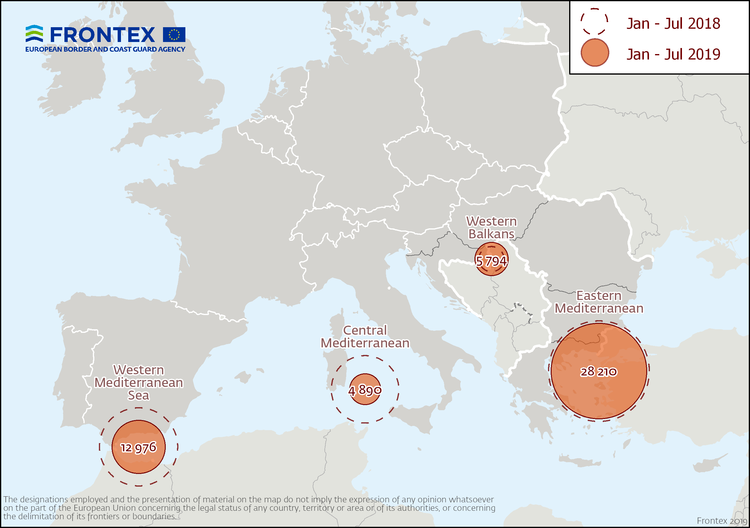 FRONTEX
EUROPEAN BORDER AND COAST GUARD AGENCY
Jan - Jul 2018
Jan - Jul 2019
Western
Balkans
5 794
Eastern
Mediterranean
28 210
Central
Mediterranean
4 890
Western
Mediterranean
Sea
12 976
The designations employed and the presentation of material on the map do not imply the expression of any opinion whatsoever
on the part of the European Union concerning the legal status of any country, territory or area or of its authorities, or concerning
the delimitation of its frontiers or boundaries.
Frontex 2019